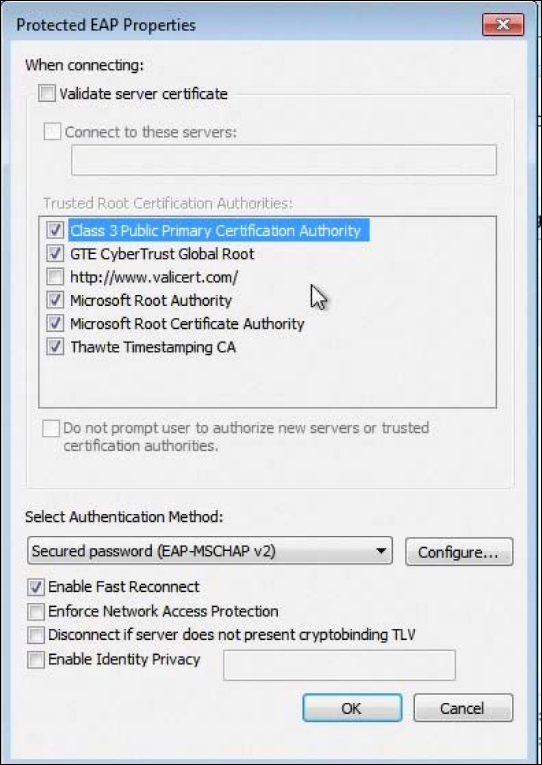 Protected EAP Properties
When connecting:
Validate server certificate
Connect to these servers:
Trusted Root Certification Authorities:
Class 3 Public Primary Certification Authority
GTE CyberTrust Global Root
http://www.valicert.com/
Microsoft Root Authority
Microsoft Root Certificate Authority
Thawte Timestamping CA
Do not prompt user to authorize new servers or trusted
certification authorities.
Select Authentication Method:
Secured password (EAP-MSCHAP v2) Configure...
Enable Fast Reconnect
Enforce Network Access Protection
Disconnect if server does not present cryptobinding TLV
Enable Identity Privacy
OK Cancel